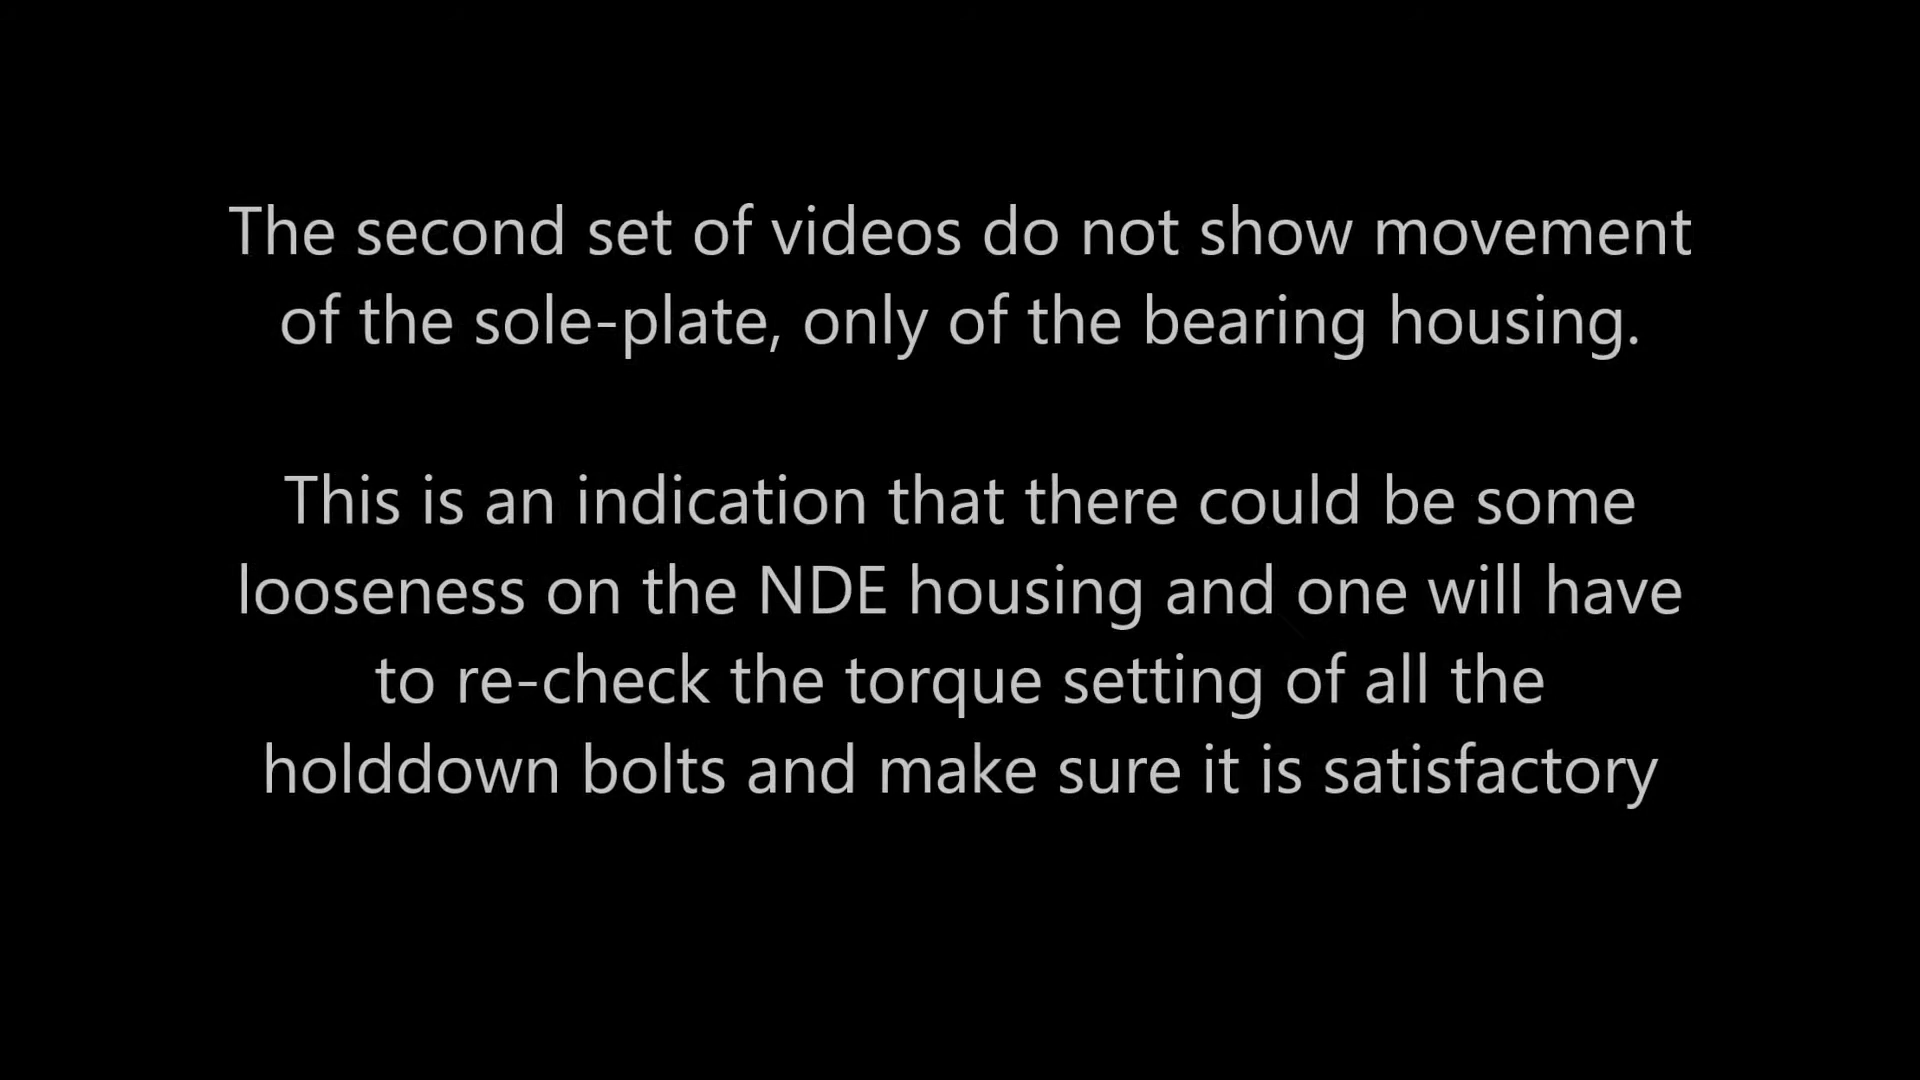 The second set of videos do not show movement
of the sole-plate, only of the bearing housing.
This is an indication that there could be some
looseness on the NDE housing and one will have
to re-check the torque setting of all the
holddown bolts and make sure it is satisfactory